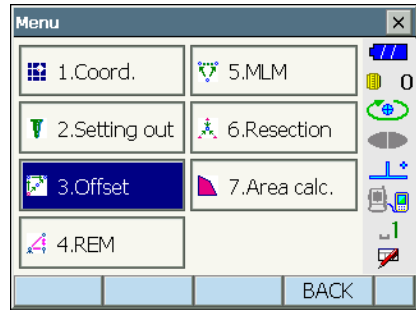 Menu
1.Coord.
5.MLM
2.Setting out
6.Resection
3.Offset
7.Area calc.
4.REM
0
1
BACK